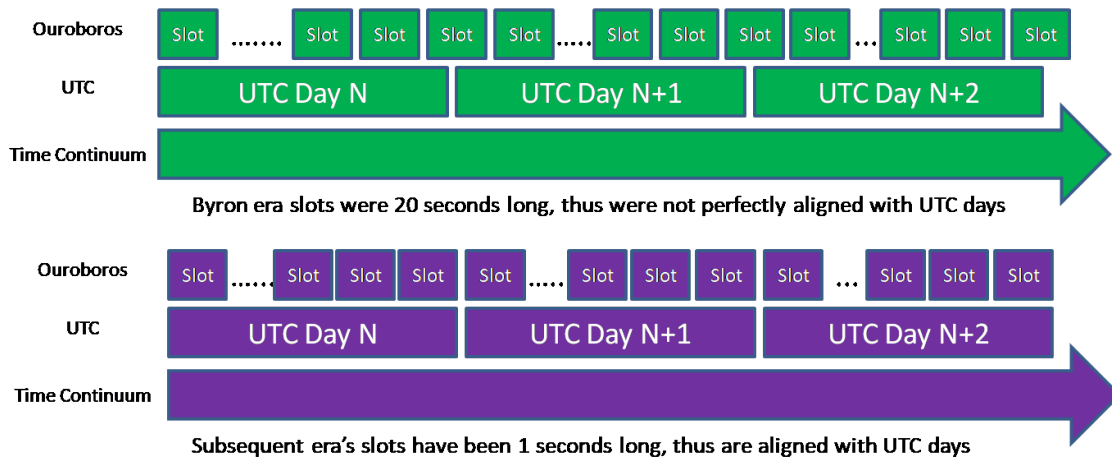 Ouroboros Slot ....... Slot Slot Slot Slot ..... Slot Slot Slot Slot ... Slot Slot Slot
UTC UTC Day N UTC Day N+1 UTC Day N+2
Time Continuum
Byron era slots were 20 seconds long, thus were not perfectly aligned with UTC days
Ouroboros Slot ...... Slot Slot Slot Slot ..... Slot Slot Slot Slot ... Slot Slot Slot
UTC UTC Day N UTC Day N+1 UTC Day N+2
Time Continuum
Subsequent era's slots have been 1 seconds long, thus are aligned with UTC days